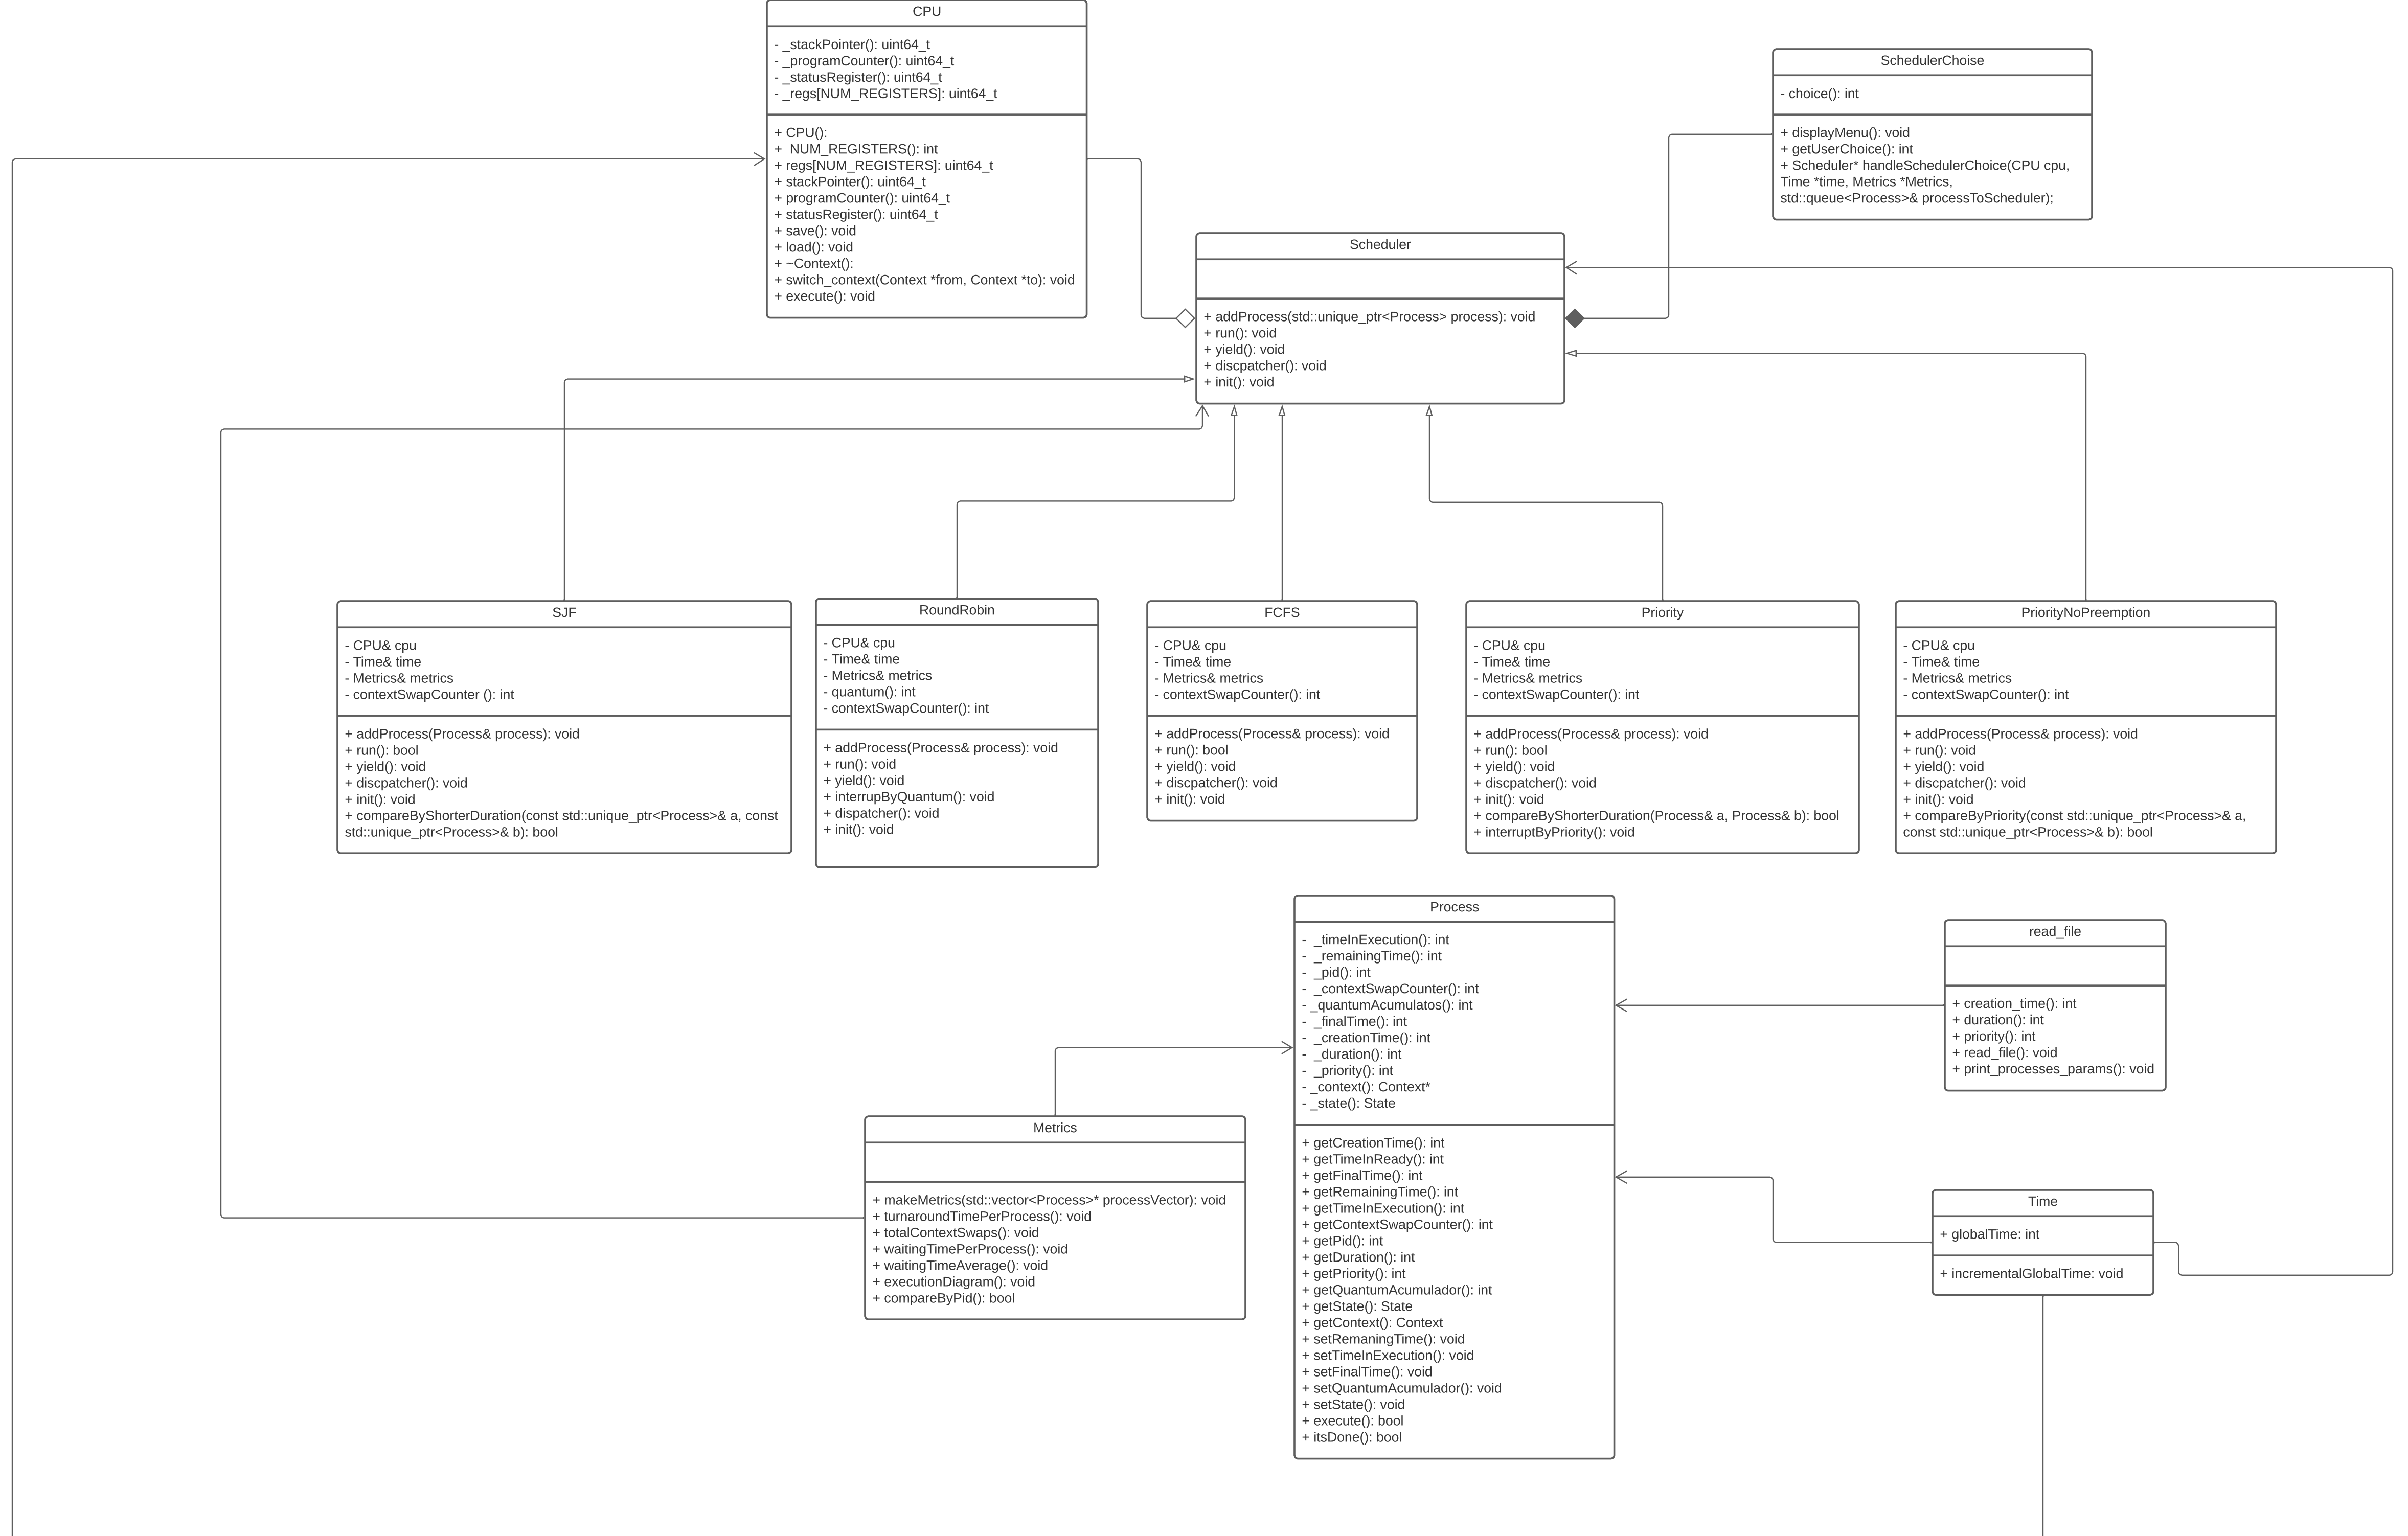 CPU
- _stackPointer(): uint64_t
- _programCounter(): uint64_t
- _statusRegister(): uint64_t
- _regs[NUM_REGISTERS]: uint64_t
+ CPU():
+  NUM_REGISTERS(): int
+ regs[NUM_REGISTERS]: uint64_t
+ stackPointer(): uint64_t
+ programCounter(): uint64_t
+ statusRegister(): uint64_t
+ save(): void
+ load(): void
+ ~Context():
+ switch_context(Context *from, Context *to): void
+ execute(): void
SchedulerChoise
- choice(): int
+ displayMenu(): void
+ getUserChoice(): int
+ Scheduler* handleSchedulerChoice(CPU cpu,
Time *time, Metrics *Metrics,
std::queue<Process>& processToScheduler);
Scheduler
+ addProcess(std::unique_ptr<Process> process): void
+ run(): void
+ yield(): void
+ discpatcher(): void
+ init(): void
SJF
- CPU& cpu
- Time& time
- Metrics& metrics
- contextSwapCounter (): int
+ addProcess(Process& process): void
+ run(): bool
+ yield(): void
+ discpatcher(): void
+ init(): void
+ compareByShorterDuration(const std::unique_ptr<Process>& a, const
std::unique_ptr<Process>& b): bool
RoundRobin
- CPU& cpu
- Time& time
- Metrics& metrics
- quantum(): int
- contextSwapCounter(): int
+ addProcess(Process& process): void
+ run(): void
+ yield(): void
+ interrupByQuantum(): void
+ dispatcher(): void
+ init(): void
FCFS
- CPU& cpu
- Time& time
- Metrics& metrics
- contextSwapCounter(): int
+ addProcess(Process& process): void
+ run(): bool
+ yield(): void
+ discpatcher(): void
+ init(): void
Priority
- CPU& cpu
- Time& time
- Metrics& metrics
- contextSwapCounter(): int
+ addProcess(Process& process): void
+ run(): bool
+ yield(): void
+ discpatcher(): void
+ init(): void
+ compareByShorterDuration(Process& a, Process& b): bool
+ interruptByPriority(): void
PriorityNoPreemption
- CPU& cpu
- Time& time
- Metrics& metrics
- contextSwapCounter(): int
+ addProcess(Process& process): void
+ run(): void
+ yield(): void
+ discpatcher(): void
+ init(): void
+ compareByPriority(const std::unique_ptr<Process>& a,
const std::unique_ptr<Process>& b): bool
Process
-  _timeInExecution(): int
-  _remainingTime(): int
-  _pid(): int
-  _contextSwapCounter(): int
- _quantumAcumulatos(): int
-  _finalTime(): int
-  _creationTime(): int
-  _duration(): int
-  _priority(): int
- _context(): Context*
- _state(): State
+ getCreationTime(): int
+ getTimeInReady(): int
+ getFinalTime(): int
+ getRemainingTime(): int
+ getTimeInExecution(): int
+ getContextSwapCounter(): int
+ getPid(): int
+ getDuration(): int
+ getPriority(): int
+ getQuantumAcumulador(): int
+ getState(): State
+ getContext(): Context
+ setRemaningTime(): void
+ setTimeInExecution(): void
+ setFinalTime(): void
+ setQuantumAcumulador(): void
+ setState(): void
+ execute(): bool
+ itsDone(): bool
read_file
+ creation_time(): int
+ duration(): int
+ priority(): int
+ read_file(): void
+ print_processes_params(): void
Metrics
+ makeMetrics(std::vector<Process>* processVector): void
+ turnaroundTimePerProcess(): void
+ totalContextSwaps(): void
+ waitingTimePerProcess(): void
+ waitingTimeAverage(): void
+ executionDiagram(): void
+ compareByPid(): bool
Time
+ globalTime: int
+ incrementalGlobalTime: void